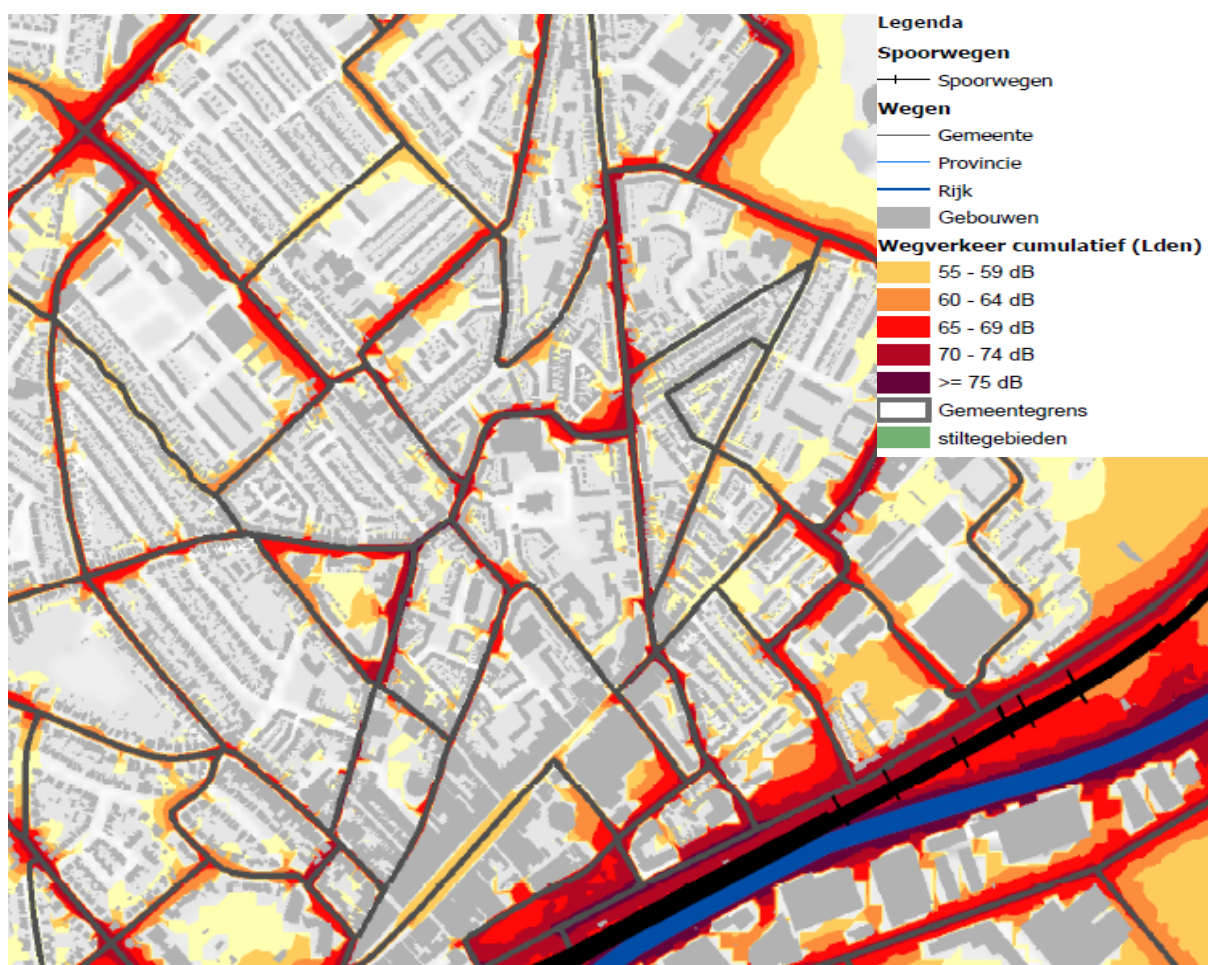 Legenda
Spoorwegen
Spoorwegen
Wegen
Gemeente
Provincie
Rijk
Gebouwen
Wegverkeer cumulatief (Lden)
55 - 59 dB
60 - 64 dB
65 - 69 dB
70 - 74 dB
>= 75 dB
Gemeentegrens
stiltegebieden